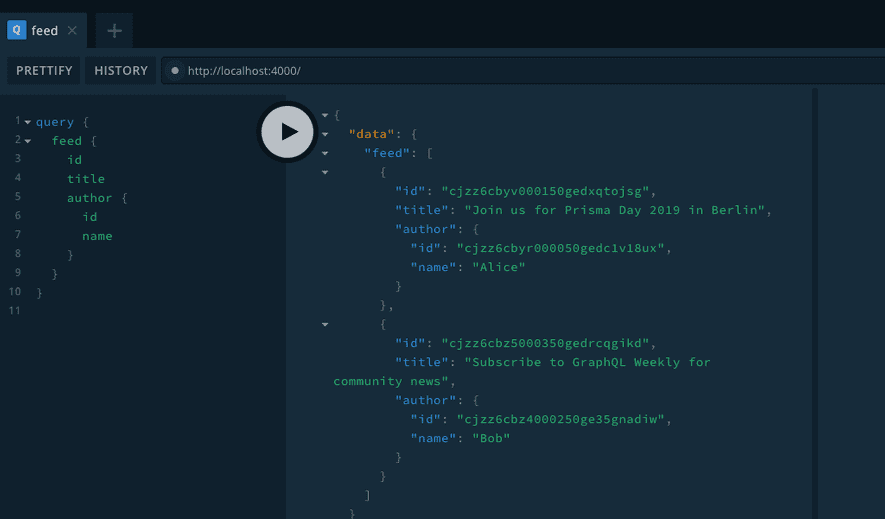 Q feed ✕ +
PRETTIFY HISTORY http://localhost:4000/
1 query {
2 feed {
3 id
4 title
5 author {
6 id
7 name
8 }
9 }
10 }
11
{
"data": {
"feed": [
{
"id": "cjzz6cbyv000150gedxqtojsg",
"title": "Join us for Prisma Day 2019 in Berlin",
"author": {
"id": "cjzz6cbyr000050gedc1v18ux",
"name": "Alice"
}
},
{
"id": "cjzz6cbz5000350gedrcqgikd",
"title": "Subscribe to GraphQL Weekly for
community news",
"author": {
"id": "cjzz6cbz4000250ge35gnadiw",
"name": "Bob"
}
}
]
}